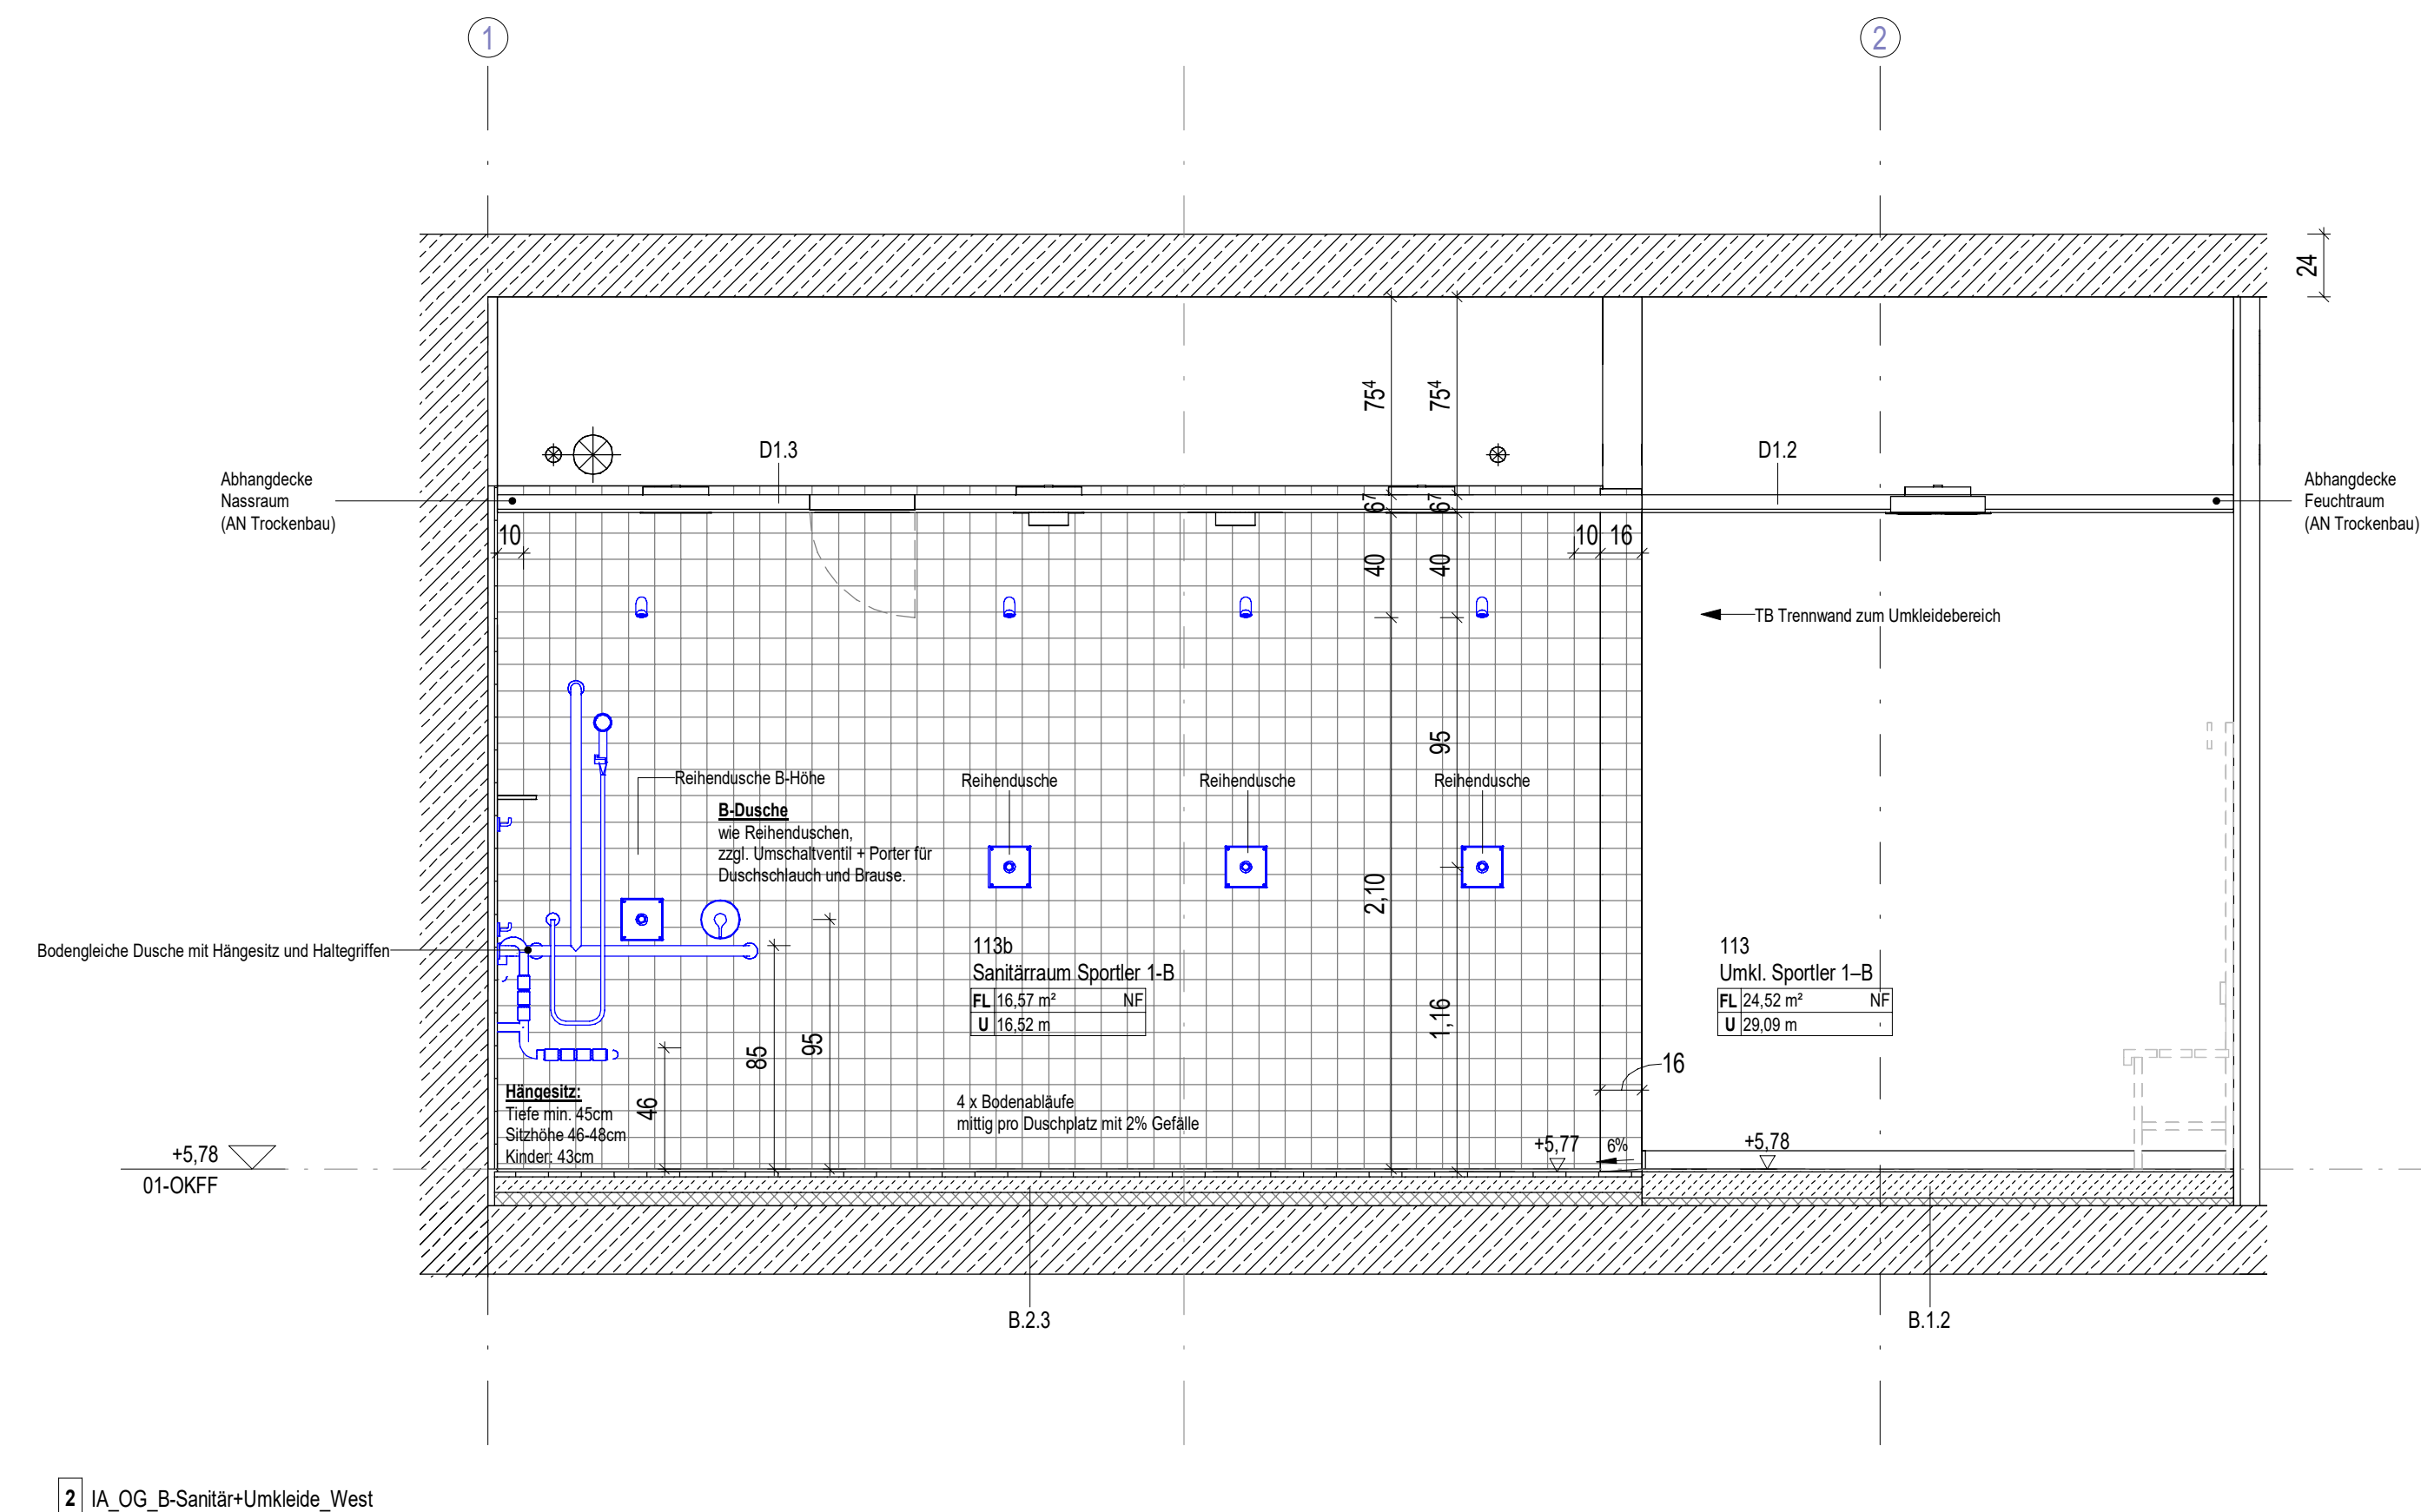 1
2
24
75⁴
75⁴
D1.3
D1.2
Abhangdecke
Nassraum
(AN Trockenbau)
Abhangdecke
Feuchtraum
(AN Trockenbau)
6⁷
6⁷
10
10
16
40
40
TB Trennwand zum Umkleidebereich
95
Reihendusche B-Höhe
Reihendusche
Reihendusche
Reihendusche
B-Dusche
wie Reihenduschen,
zzgl. Umschaltventil + Porter für
Duschschlauch und Brause.
2,10
Bodengleiche Dusche mit Hängesitz und Haltegriffen
113b
Sanitärraum Sportler 1-B
FL 16,57 m² NF
U 16,52 m
113
Umkl. Sportler 1–B
FL 24,52 m² NF
U 29,09 m
1,16
95
85
46
16
Hängesitz:
Tiefe min. 45cm
Sitzhöhe 46-48cm
Kinder: 43cm
4 x Bodenabläufe
mittig pro Duschplatz mit 2% Gefälle
+5,77
6%
+5,78
+5,78
01-OKFF
B.2.3
B.1.2
2 IA_OG_B-Sanitär+Umkleide_West